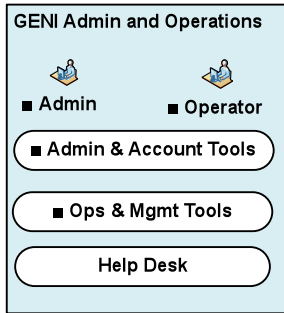 GENI Admin and Operations
■ Admin
■ Operator
■ Admin & Account Tools
■ Ops & Mgmt Tools
Help Desk